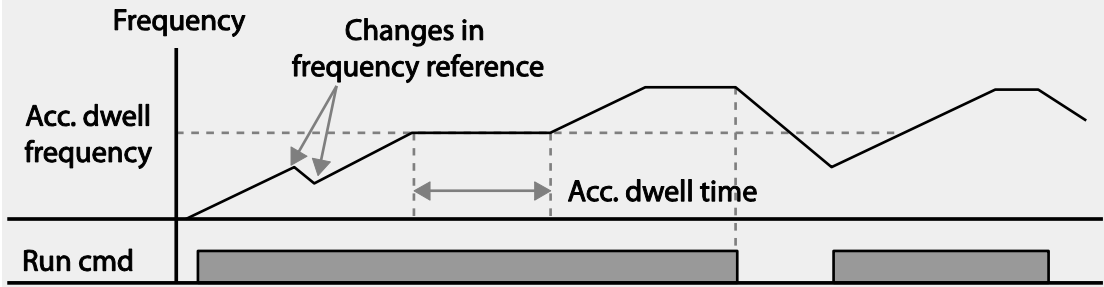 Frequency
Changes in
frequency reference
Acc. dwell
frequency
Acc. dwell time
Run cmd